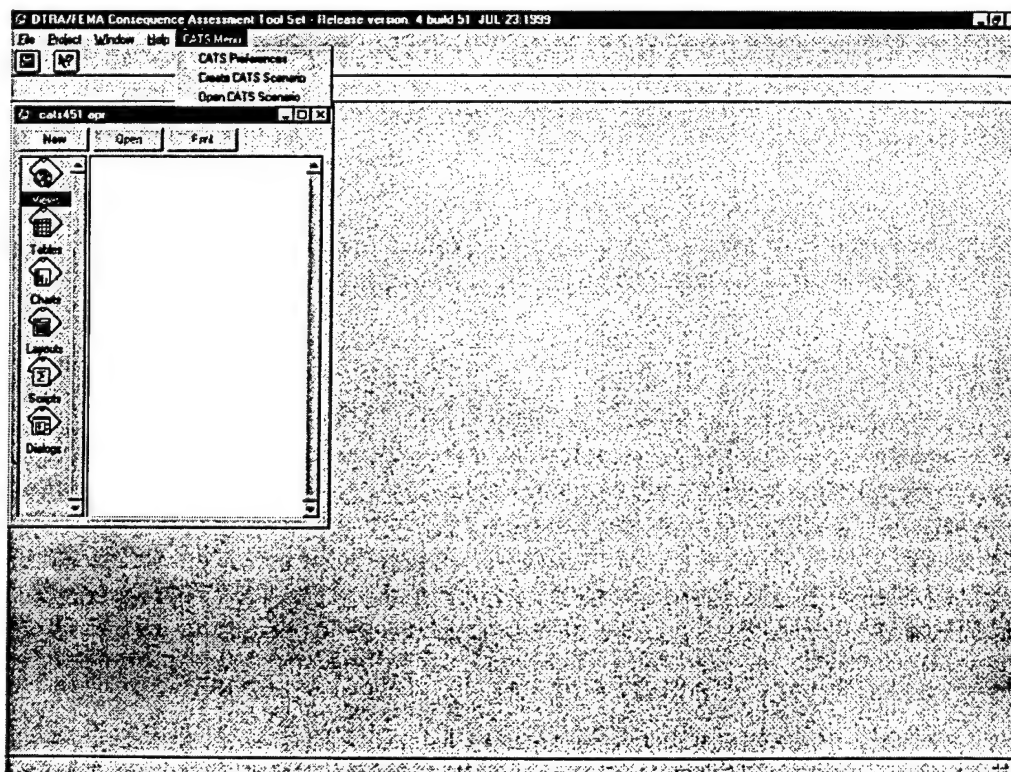 DTRA/FEMA Consequence Assessment Tool Set - Release version. 4 build 51 JUL 23 1999
File Project Window Help CATS Menu
CATS Preferences
Create CATS Scenario
Open CATS Scenario
cats451.apr
New Open Print
Views
Tables
Charts
Layouts
Scripts
Dialogs